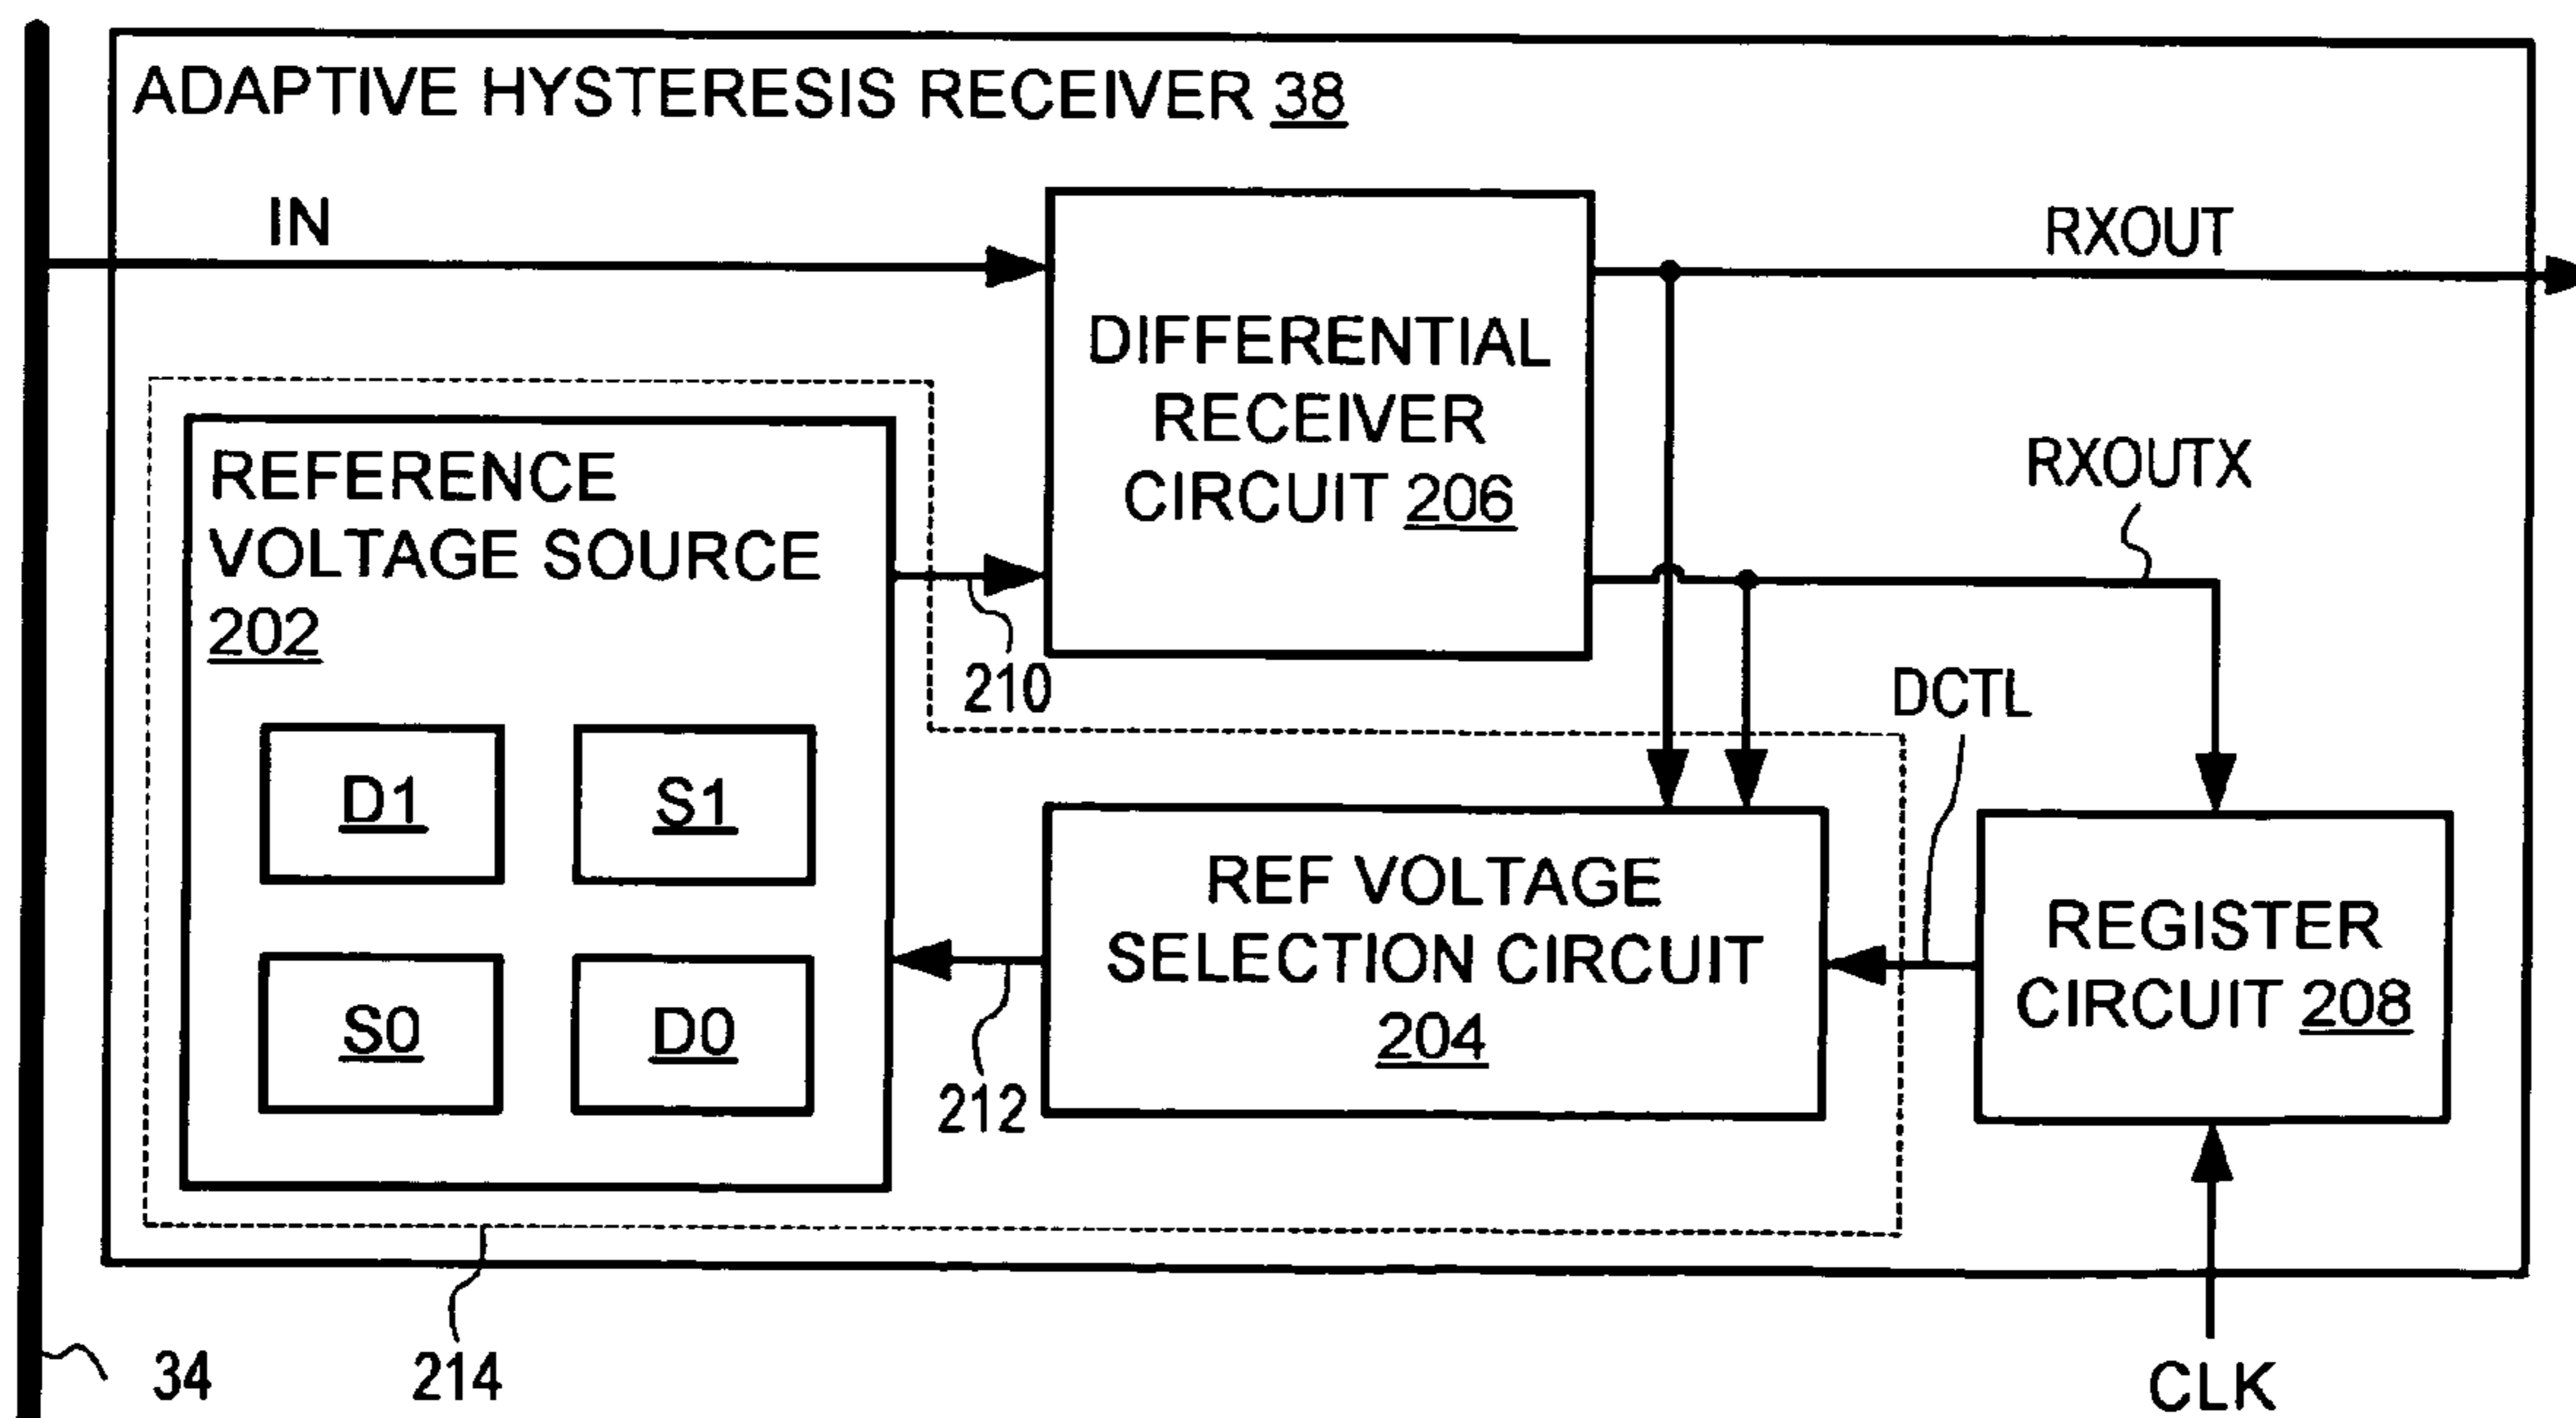 ADAPTIVE HYSTERESIS RECEIVER 38
IN
RXOUT
DIFFERENTIAL
RECEIVER
CIRCUIT 206
RXOUTX
REFERENCE
VOLTAGE SOURCE
202
210
DCTL
D1
S1
S0
D0
REF VOLTAGE
SELECTION CIRCUIT
204
REGISTER
CIRCUIT 208
212
34
214
CLK